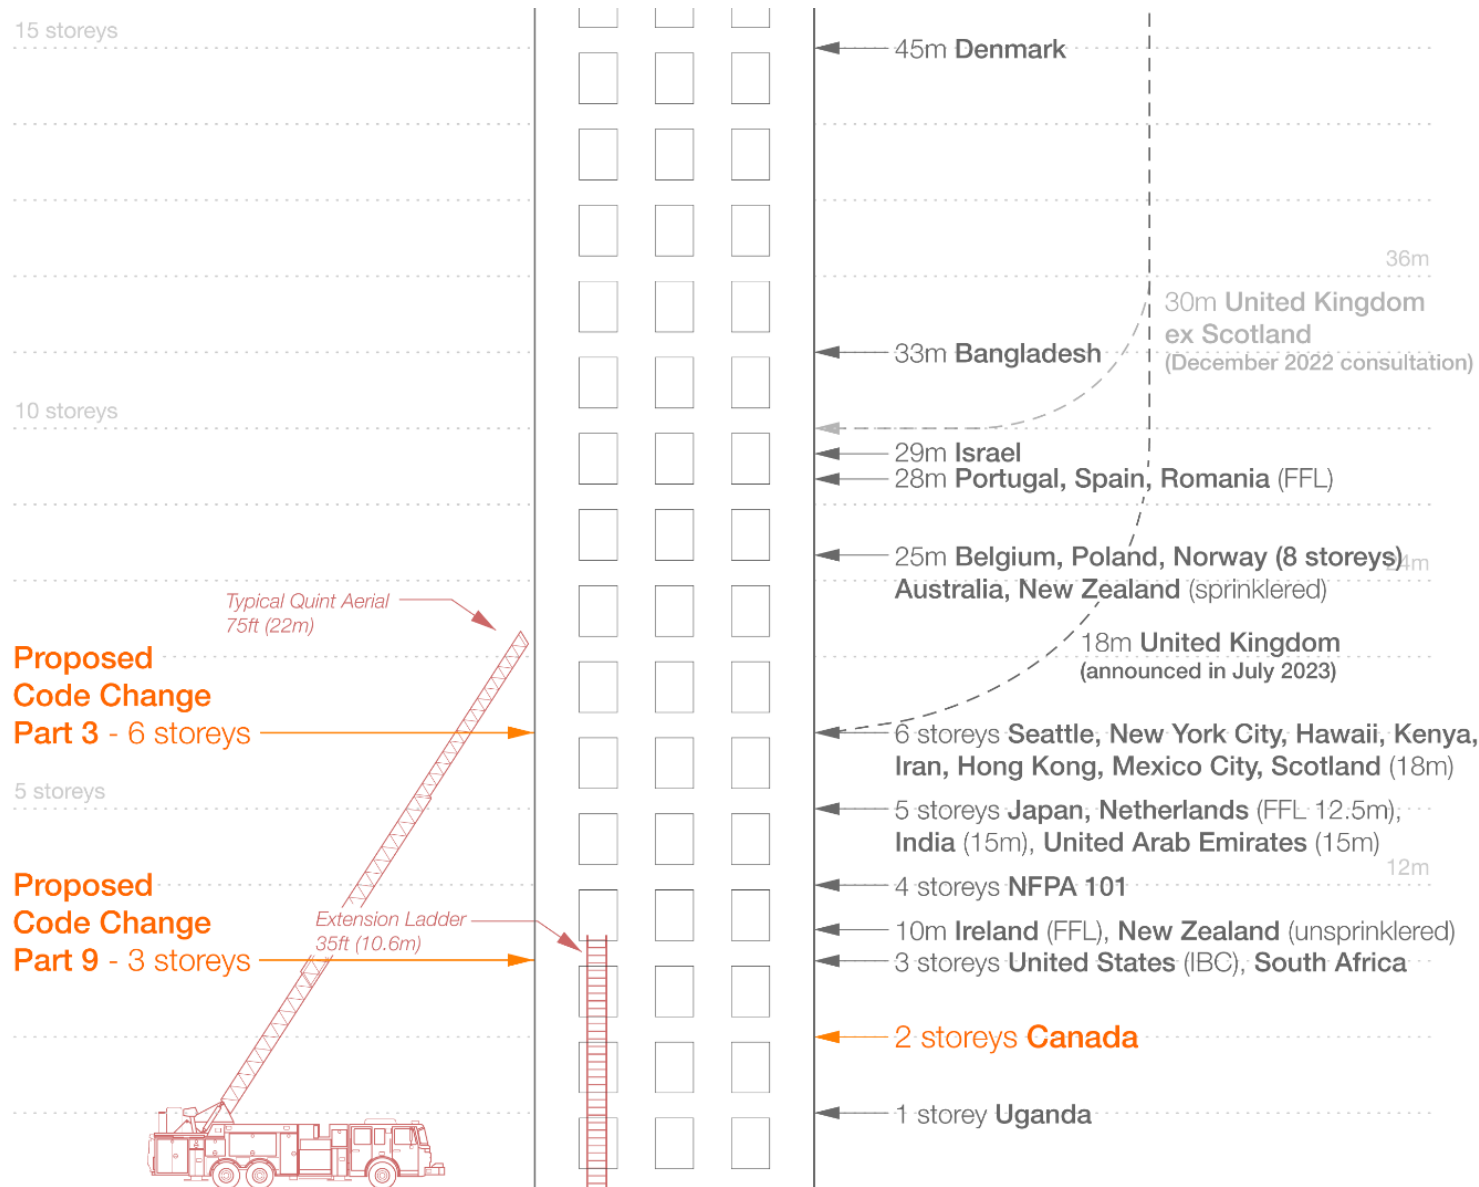 15 storeys
45m Denmark
36m
30m United Kingdom
ex Scotland
(December 2022 consultation)
33m Bangladesh
10 storeys
29m Israel
28m Portugal, Spain, Romania (FFL)
25m Belgium, Poland, Norway (8 storeys)
24m
Australia, New Zealand (sprinklered)
Typical Quint Aerial
75ft (22m)
18m United Kingdom
(announced in July 2023)
Proposed
Code Change
Part 3 - 6 storeys
6 storeys Seattle, New York City, Hawaii, Kenya,
Iran, Hong Kong, Mexico City, Scotland (18m)
5 storeys
5 storeys Japan, Netherlands (FFL 12.5m),
India (15m), United Arab Emirates (15m)
12m
4 storeys NFPA 101
Proposed
Code Change
Part 9 - 3 storeys
Extension Ladder
35ft (10.6m)
10m Ireland (FFL), New Zealand (unsprinklered)
3 storeys United States (IBC), South Africa
2 storeys Canada
1 storey Uganda